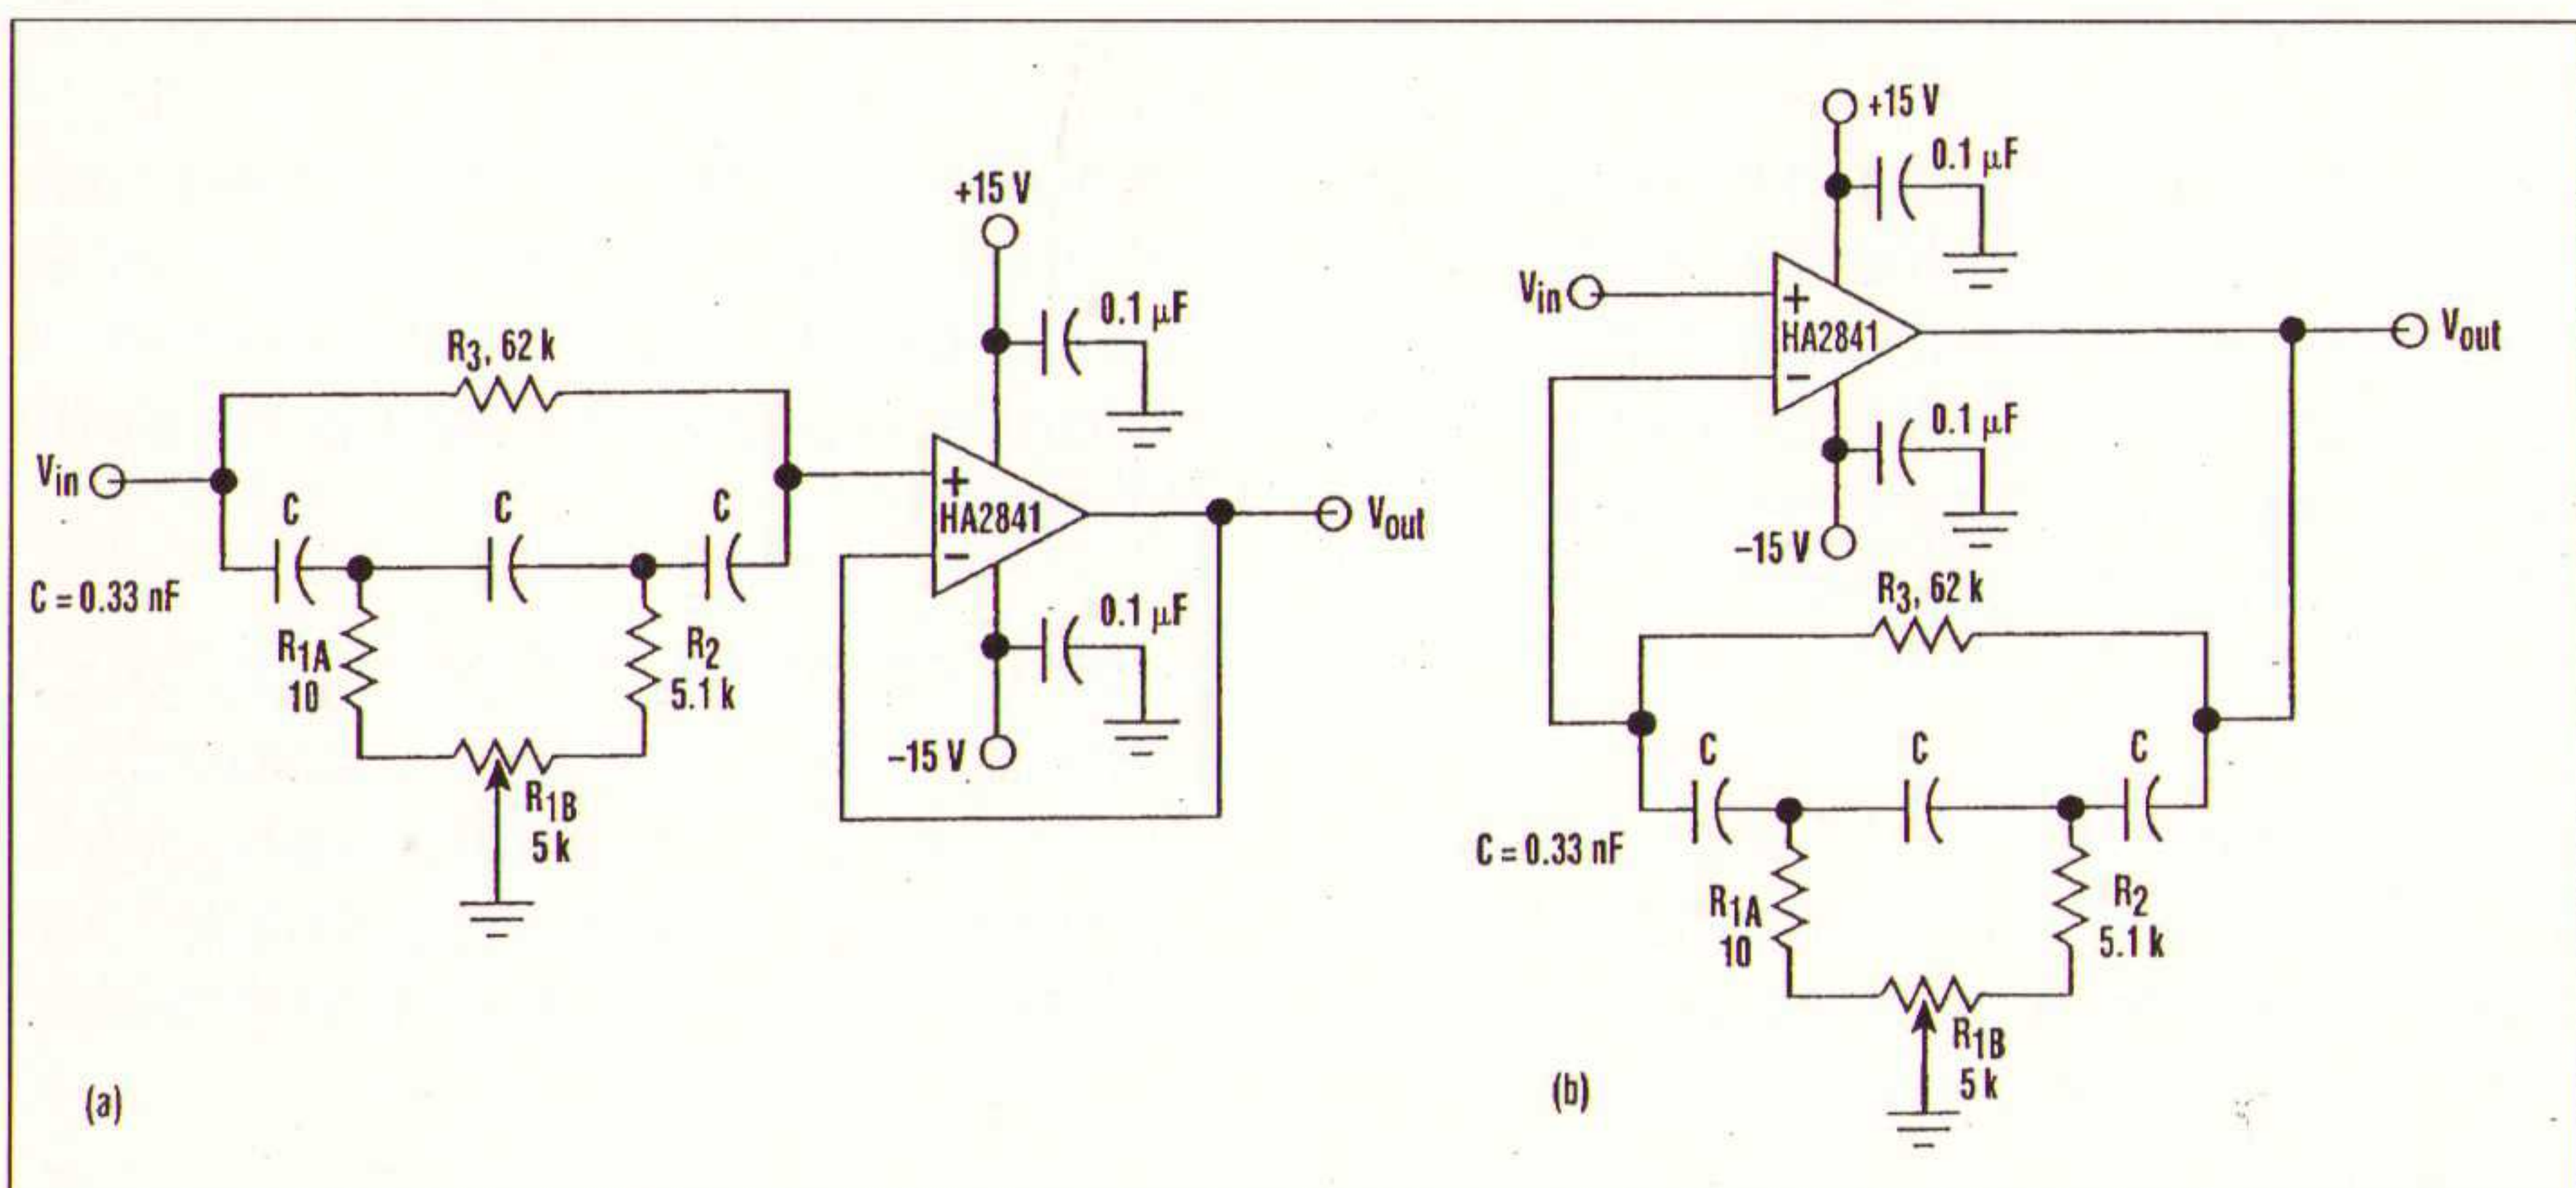 +15 V
0.1 µF
R3, 62 k
Vin
C
C
C
+
HA2841
−
Vout
C = 0.33 nF
R1A
10
R2
5.1 k
0.1 µF
−15 V
R1B
5 k
(a)
+15 V
0.1 µF
Vin
+
HA2841
−
Vout
0.1 µF
−15 V
R3, 62 k
C
C
C
C = 0.33 nF
R1A
10
R2
5.1 k
R1B
5 k
(b)